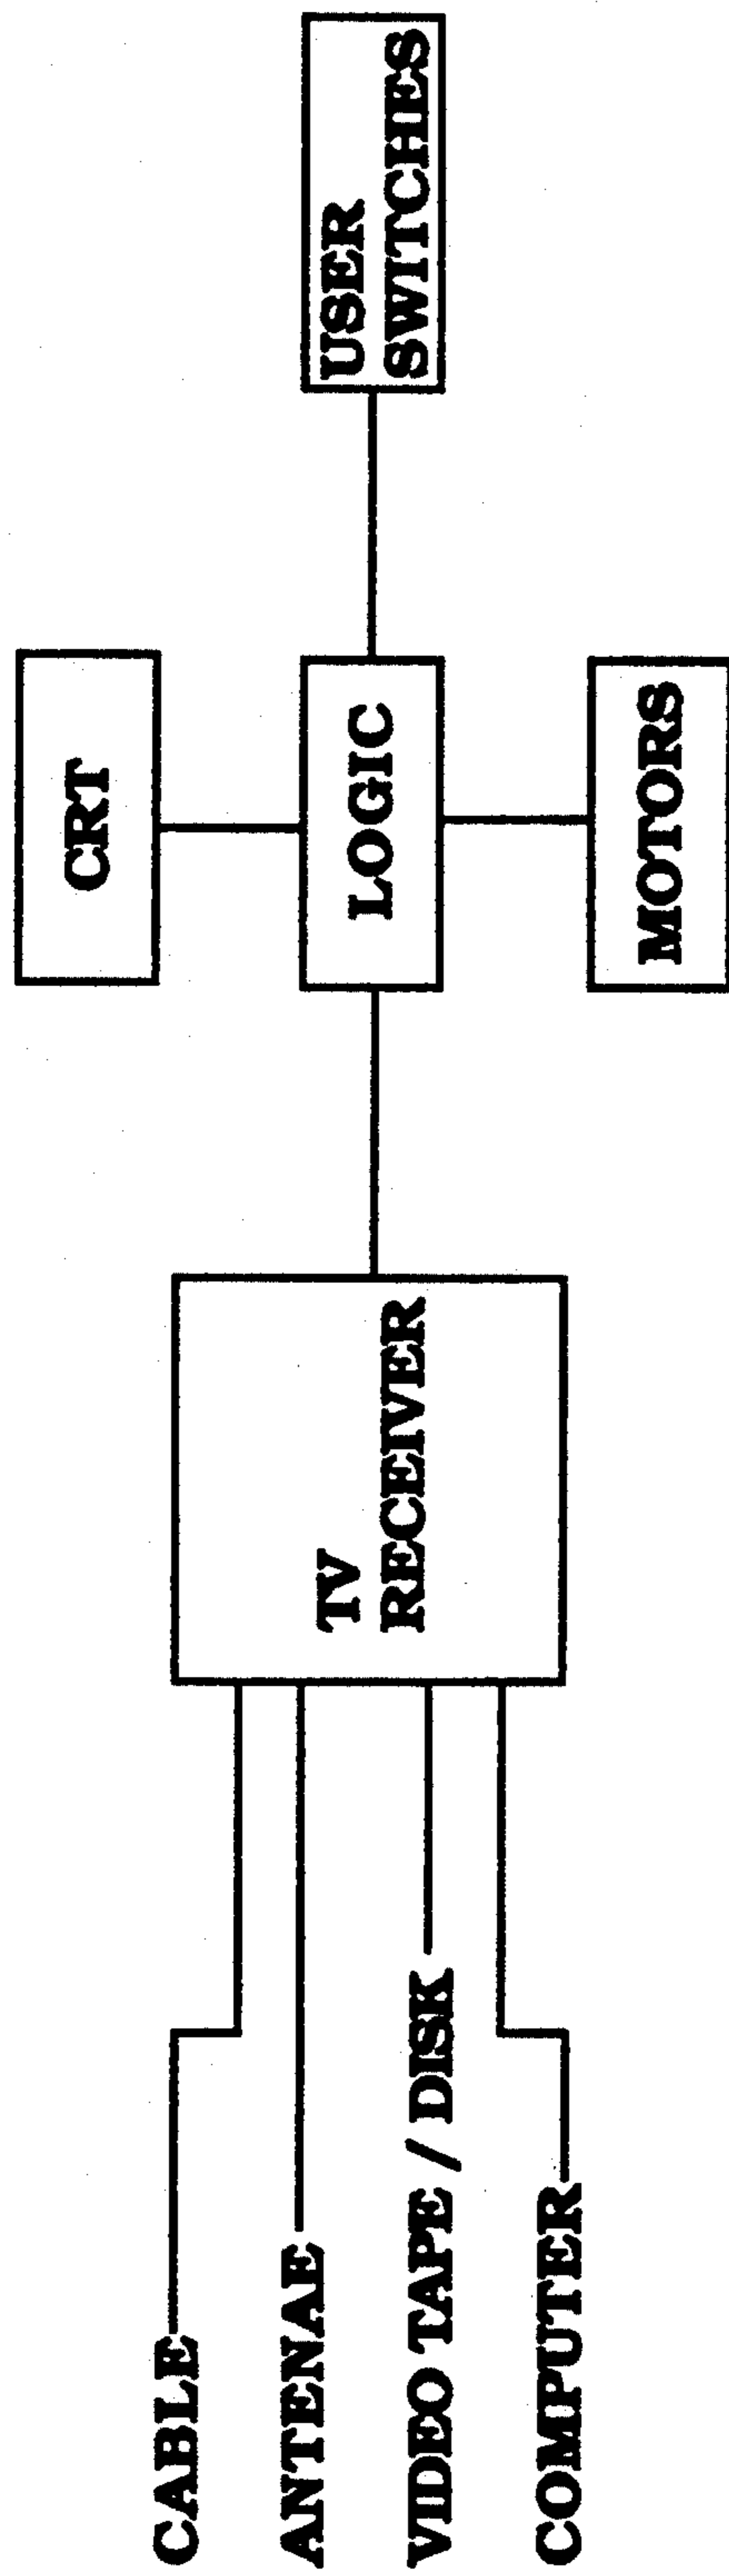 CABLE
ANTENAE
VIDEO TAPE / DISK
COMPUTER
TV
RECEIVER
CRT
LOGIC
MOTORS
USER
SWITCHES